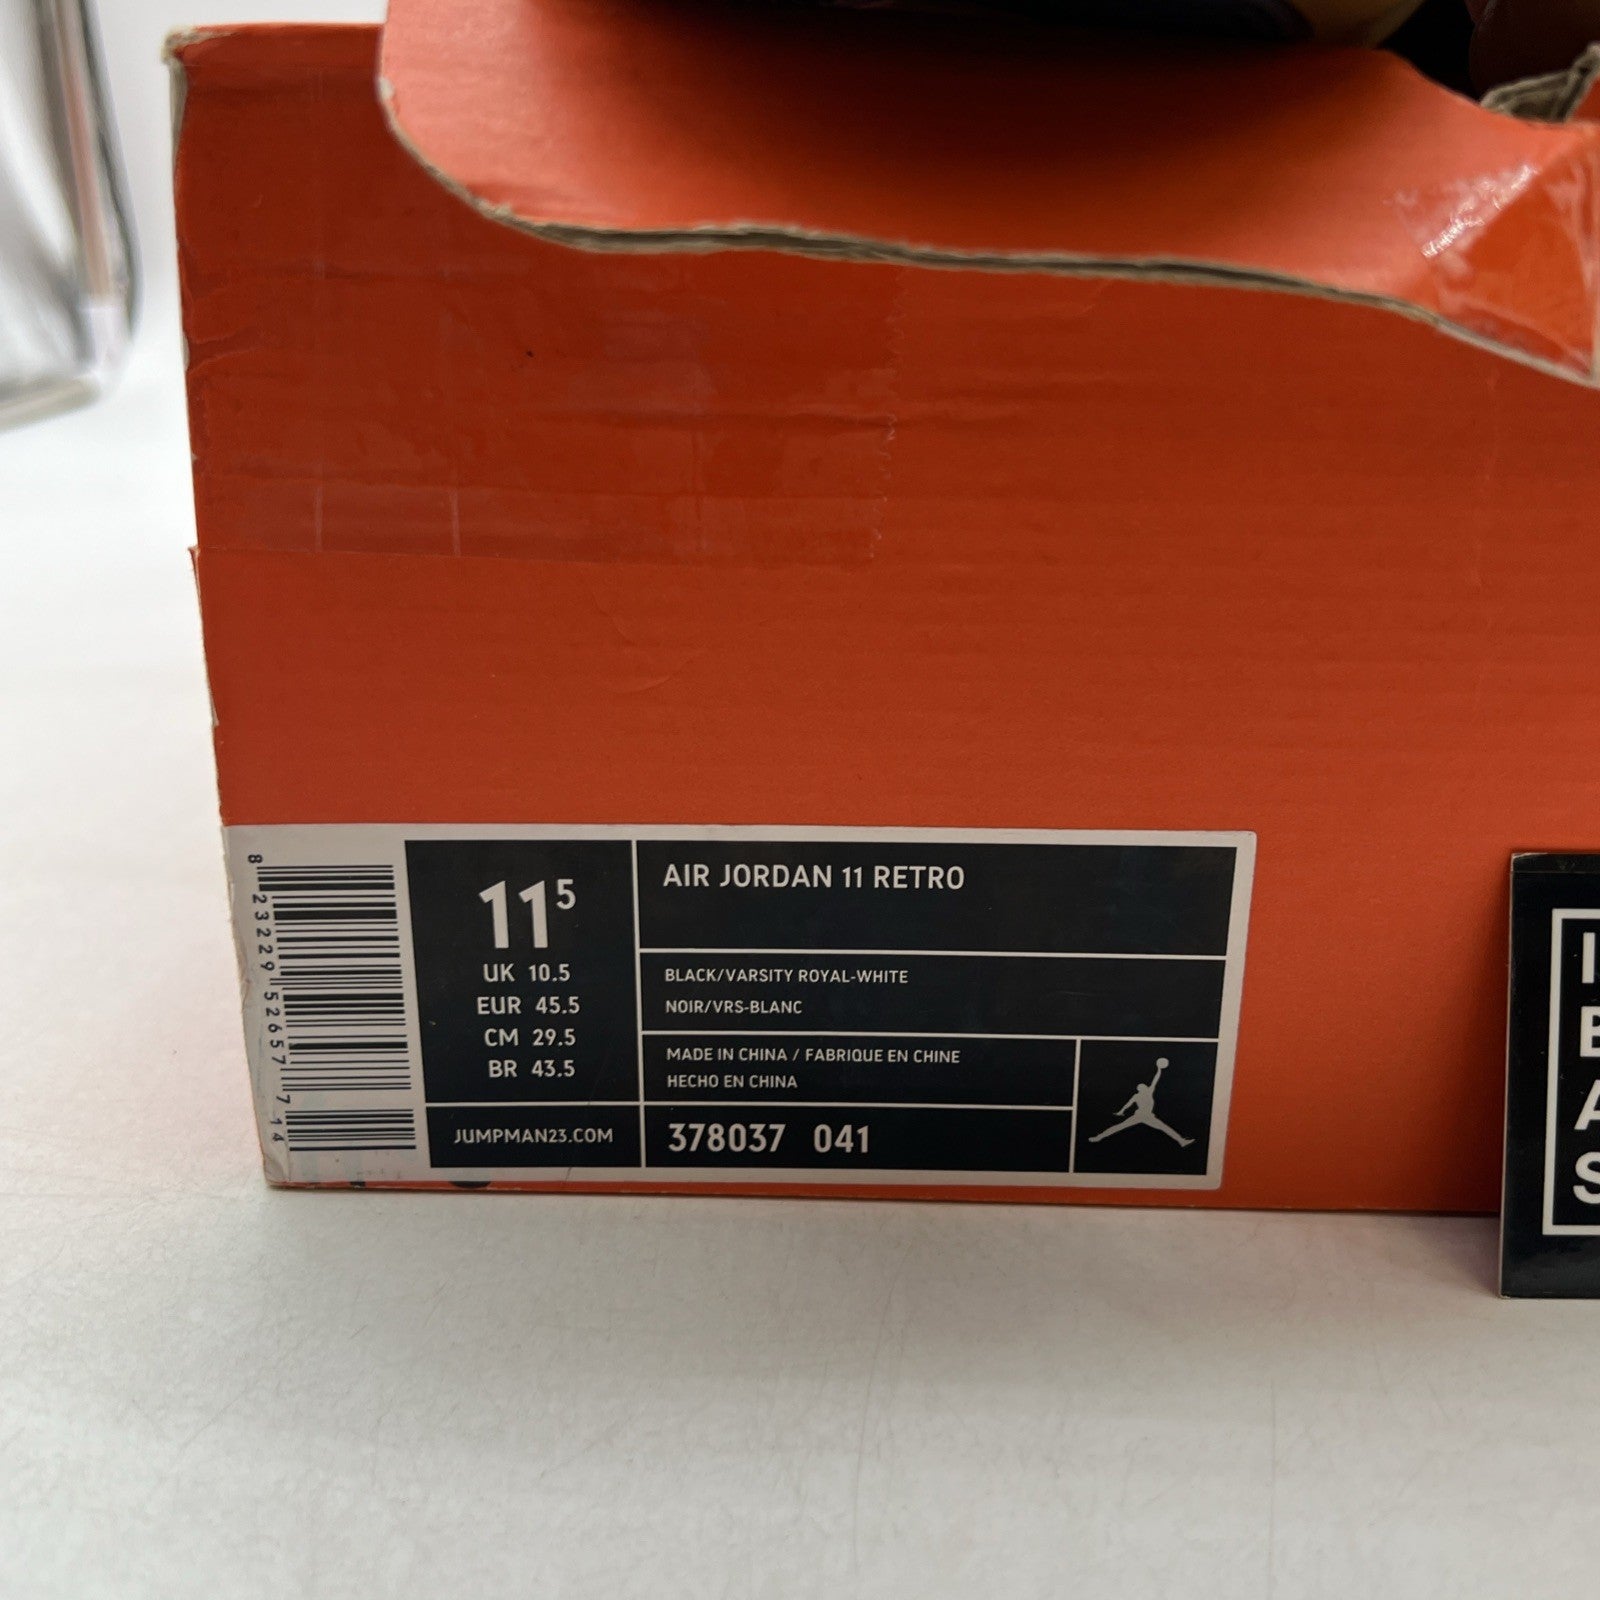 8 23229 52657 7 14
11 5
UK 10.5
EUR 45.5
CM 29.5
BR 43.5
JUMPMAN23.COM
AIR JORDAN 11 RETRO
BLACK/VARSITY ROYAL-WHITE
NOIR/VRS-BLANC
MADE IN CHINA / FABRIQUE EN CHINE
HECHO EN CHINA
378037 041